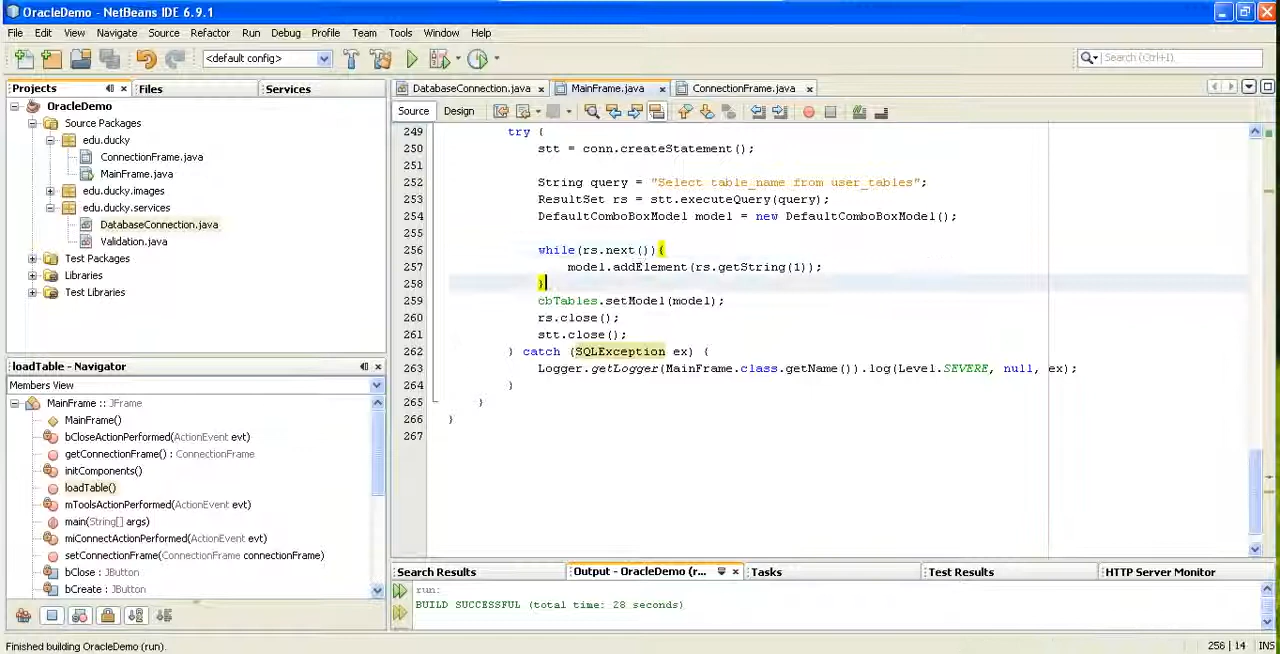 OracleDemo - NetBeans IDE 6.9.1
File Edit View Navigate Source Refactor Run Debug Profile Team Tools Window Help
<default config>
Search (Ctrl+I)
Projects Files Services
OracleDemo
Source Packages
edu.ducky
ConnectionFrame.java
MainFrame.java
edu.ducky.images
edu.ducky.services
DatabaseConnection.java
Validation.java
Test Packages
Libraries
Test Libraries
loadTable - Navigator
Members View
MainFrame :: JFrame
MainFrame()
bCloseActionPerformed(ActionEvent evt)
getConnectionFrame() : ConnectionFrame
initComponents()
loadTable()
mToolsActionPerformed(ActionEvent evt)
main(String[] args)
miConnectActionPerformed(ActionEvent evt)
setConnectionFrame(ConnectionFrame connectionFrame)
bClose : JButton
bCreate : JButton
DatabaseConnection.java MainFrame.java ConnectionFrame.java
Source Design
249 try {
250 stt = conn.createStatement();
251
252 String query = "Select table_name from user_tables";
253 ResultSet rs = stt.executeQuery(query);
254 DefaultComboBoxModel model = new DefaultComboBoxModel();
255
256 while(rs.next()){
257 model.addElement(rs.getString(1));
258 }
259 cbTables.setModel(model);
260 rs.close();
261 stt.close();
262 } catch (SQLException ex) {
263 Logger.getLogger(MainFrame.class.getName()).log(Level.SEVERE, null, ex);
264 }
265 }
266 }
267
Search Results Output - OracleDemo (r... Tasks Test Results HTTP Server Monitor
run:
BUILD SUCCESSFUL (total time: 28 seconds)
Finished building OracleDemo (run).
256 | 14 INS